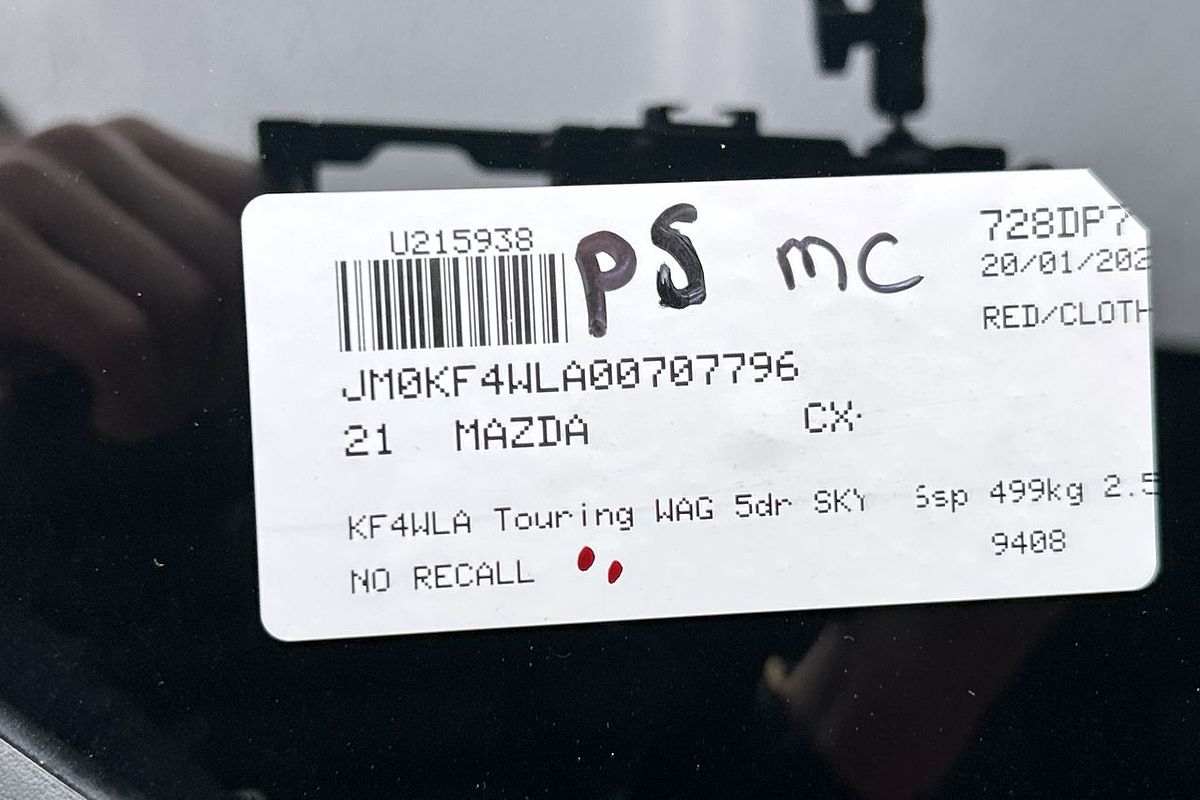 U215938
PS mc
728DP7
20/01/202
RED/CLOTH
JM0KF4WLA00707796
21 MAZDA CX-
KF4WLA Touring WAG 5dr SKY 6sp 499kg 2.5
NO RECALL
9408